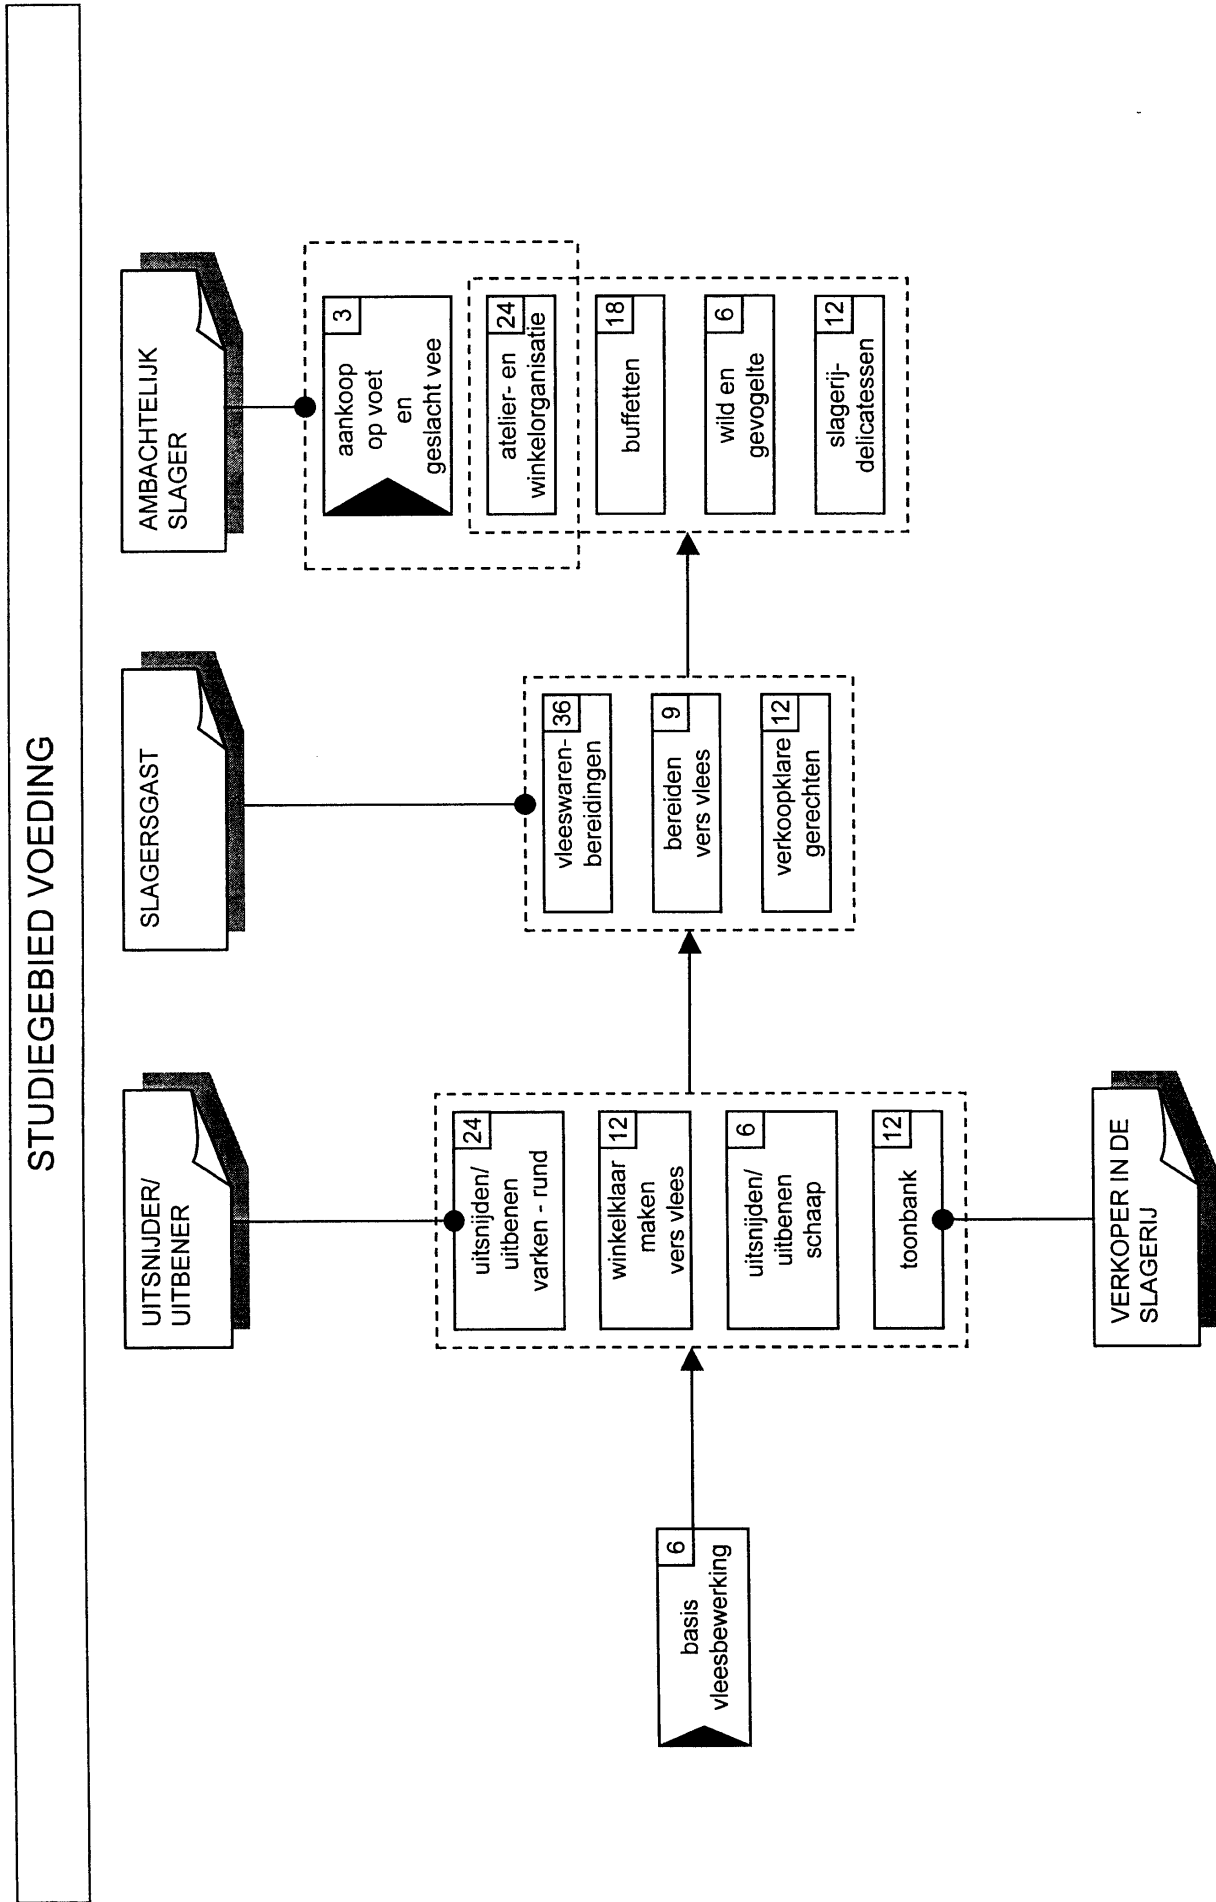 STUDIEGEBIED VOEDING
UITSNIJDER/
UITBENER
SLAGERSGAST
AMBACHTELIJK
SLAGER
basis
vleesbewerking
6
uitsnijden/
uitbenen
varken - rund
24
winkelklaar
maken
vers vlees
12
uitsnijden/
uitbenen
schaap
6
toonbank
12
vleeswaren-
bereidingen
36
bereiden
vers vlees
9
verkoopklare
gerechten
12
aankoop
op voet
en
geslacht vee
3
atelier- en
winkelorganisatie
24
buffetten
18
wild en
gevogelte
6
slagerij-
delicatessen
12
VERKOPER IN DE
SLAGERIJ